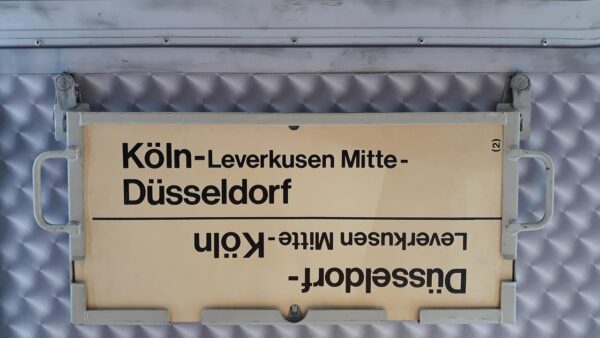 Köln-Leverkusen Mitte-
Düsseldorf
(2)
Düsseldorf-
Leverkusen Mitte-Köln